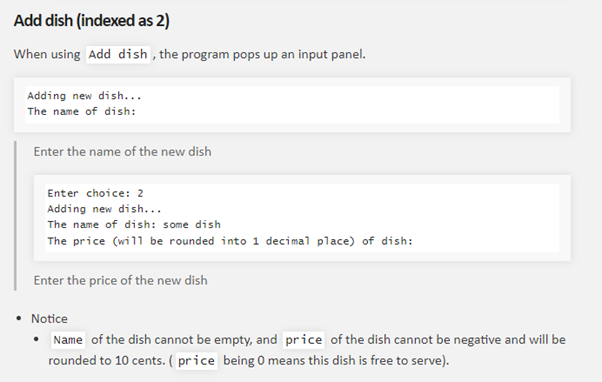 Add dish (indexed as 2)
When using Add dish , the program pops up an input panel.
Adding new dish...
The name of dish:
Enter the name of the new dish
Enter choice: 2
Adding new dish...
The name of dish: some dish
The price (will be rounded into 1 decimal place) of dish:
Enter the price of the new dish
Notice
Name of the dish cannot be empty, and price of the dish cannot be negative and will be
rounded to 10 cents. ( price being 0 means this dish is free to serve).